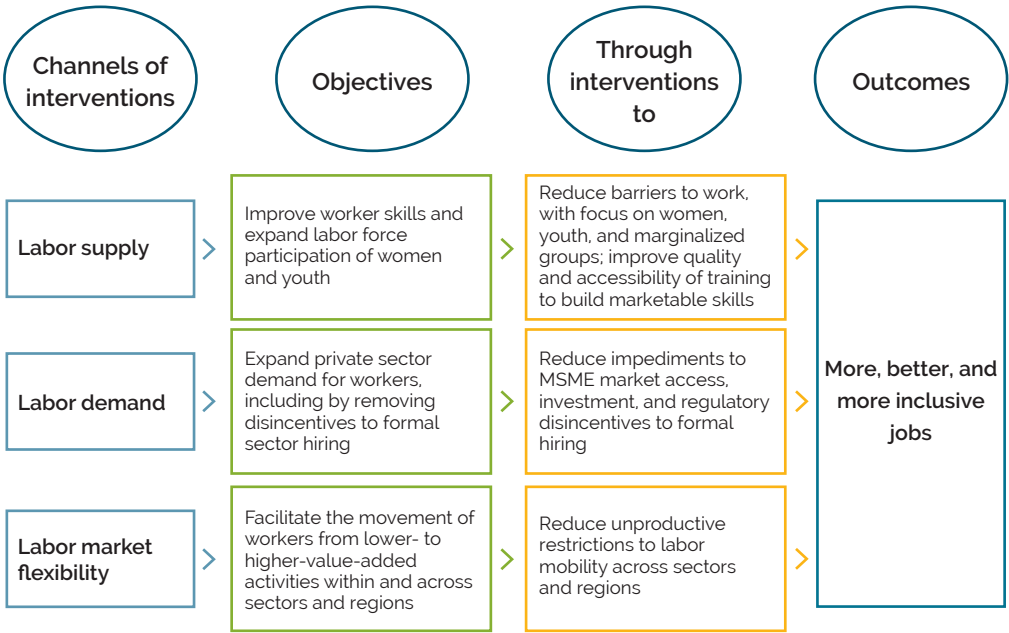 Channels of
interventions
Objectives
Through
interventions
to
Outcomes
Labor supply
Improve worker skills and
expand labor force
participation of women
and youth
Reduce barriers to work,
with focus on women,
youth, and marginalized
groups; improve quality
and accessibility of training
to build marketable skills
Labor demand
Expand private sector
demand for workers,
including by removing
disincentives to formal
sector hiring
Reduce impediments to
MSME market access,
investment, and regulatory
disincentives to formal
hiring
Labor market
flexibility
Facilitate the movement of
workers from lower- to
higher-value-added
activities within and across
sectors and regions
Reduce unproductive
restrictions to labor
mobility across sectors
and regions
More, better, and
more inclusive
jobs